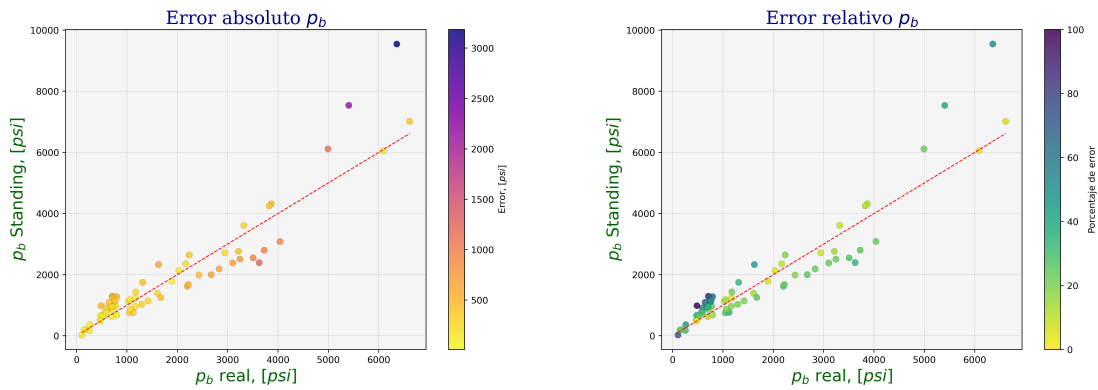 Error absoluto p_b
10000
8000
6000
4000
2000
0
0 1000 2000 3000 4000 5000 6000
p_b Standing, [psi]
p_b real, [psi]
3000
2500
2000
1500
1000
500
Error, [psi]
Error relativo p_b
10000
8000
6000
4000
2000
0
0 1000 2000 3000 4000 5000 6000
p_b Standing, [psi]
p_b real, [psi]
100
80
60
40
20
0
Porcentaje de error